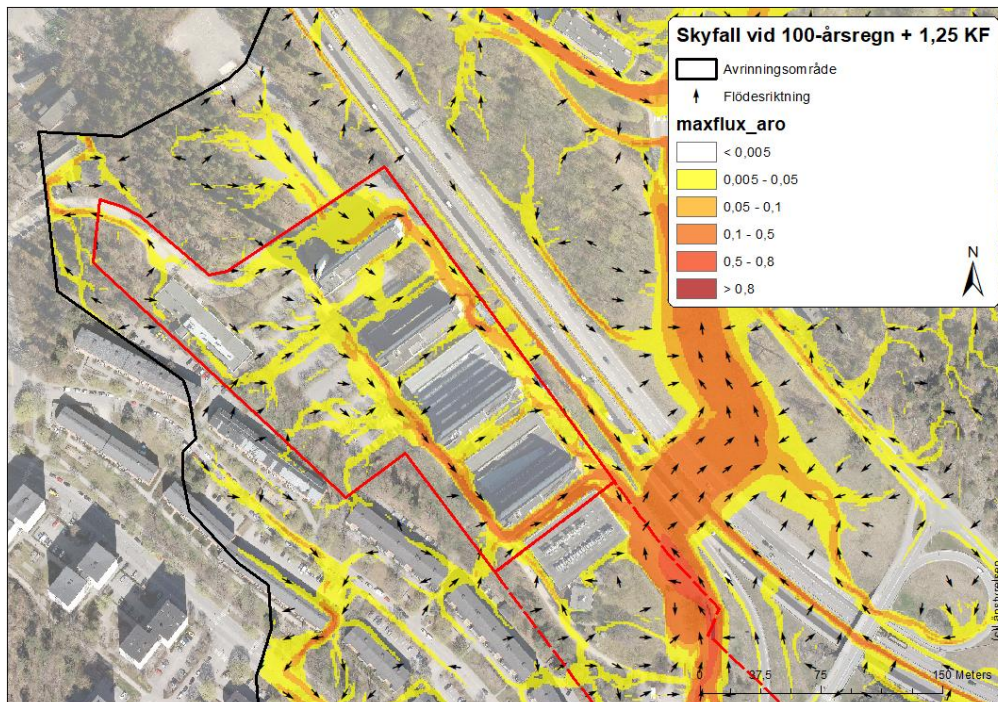 Skyfall vid 100-årsregn + 1,25 KF
Avrinningsområde
Flödesriktning
maxflux_aro
< 0,005
0,005 - 0,05
0,05 - 0,1
0,1 - 0,5
0,5 - 0,8
> 0,8
N
0 37,5 75 150 Meters